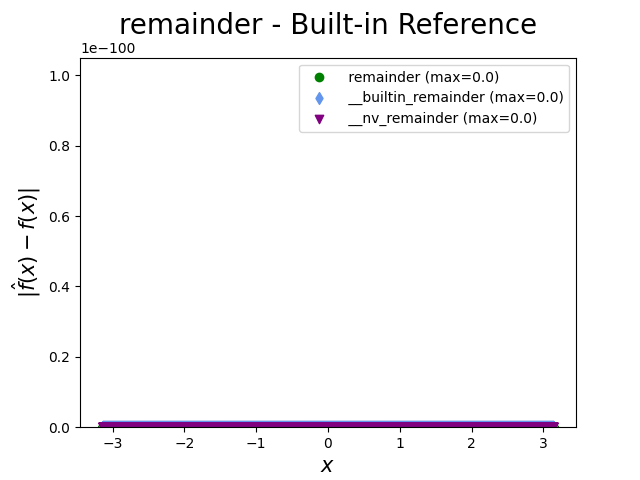 remainder - Built-in Reference
1e−100
1.0
0.8
0.6
0.4
0.2
0.0
|f̂(x) − f(x)|
remainder (max=0.0)
__builtin_remainder (max=0.0)
__nv_remainder (max=0.0)
−3 −2 −1 0 1 2 3
x